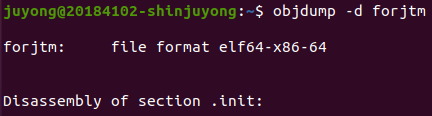 juyong@20184102-shinjuyong:~$ objdump -d forjtm
forjtm:     file format elf64-x86-64
Disassembly of section .init: